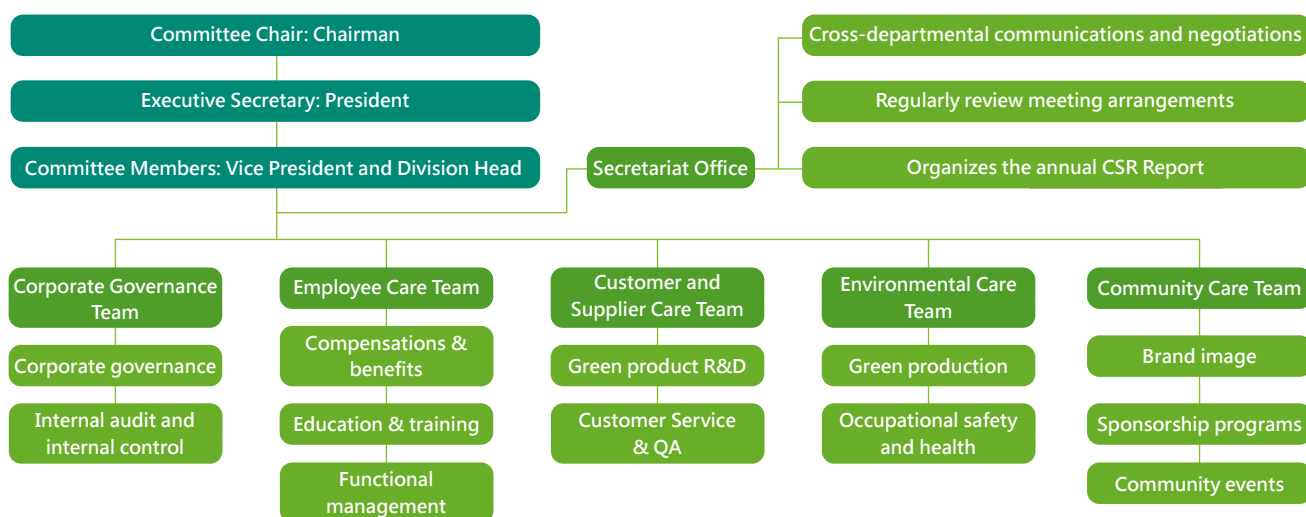 Committee Chair: Chairman
Executive Secretary: President
Committee Members: Vice President and Division Head
Secretariat Office
Cross-departmental communications and negotiations
Regularly review meeting arrangements
Organizes the annual CSR Report
Corporate Governance
Team
Corporate governance
Internal audit and
internal control
Employee Care Team
Compensations &
benefits
Education & training
Functional
management
Customer and
Supplier Care Team
Green product R&D
Customer Service
& QA
Environmental Care
Team
Green production
Occupational safety
and health
Community Care Team
Brand image
Sponsorship programs
Community events